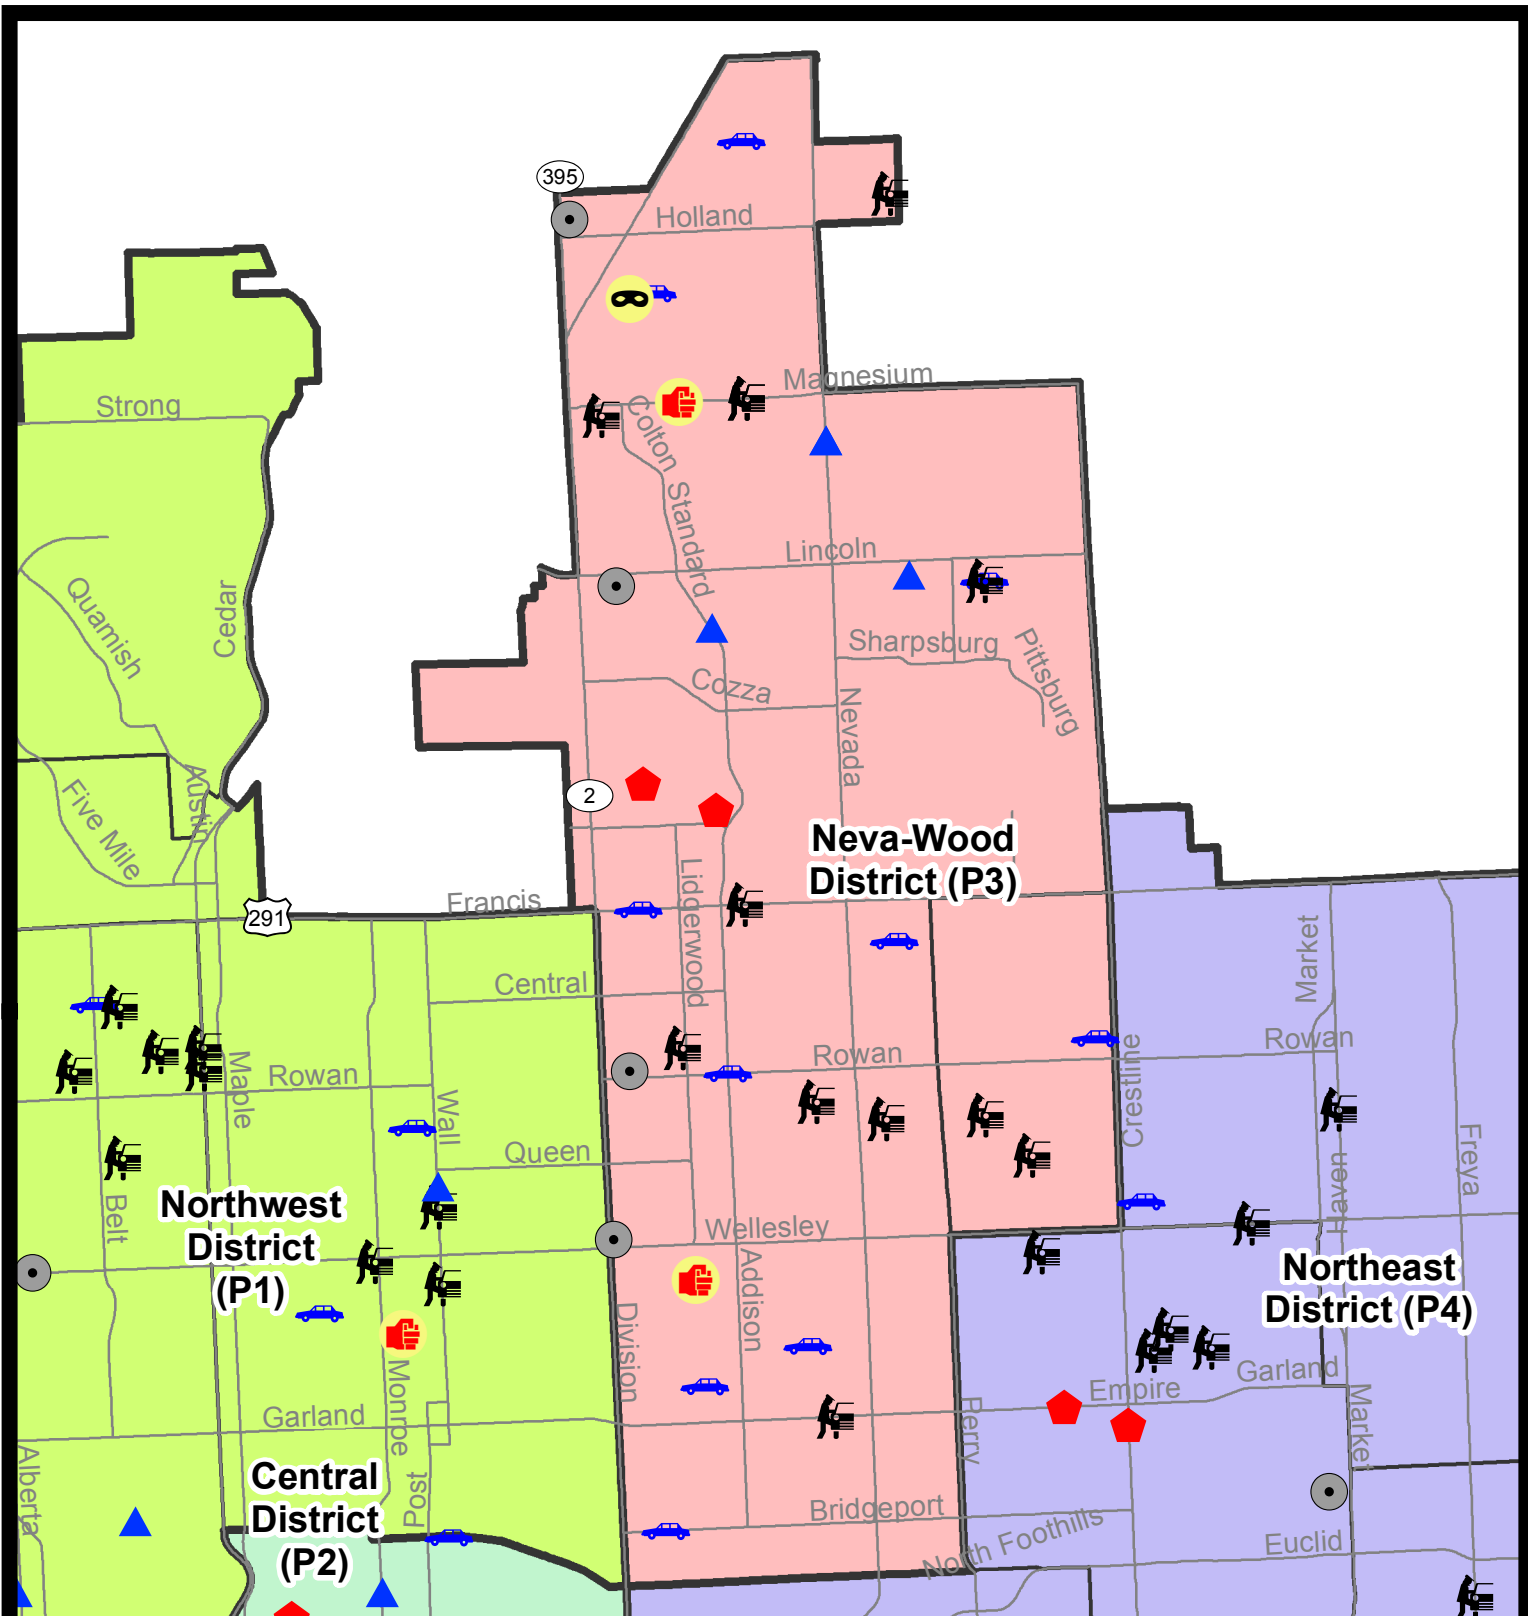 395
Holland
Magnesium
Strong
Colton
Standard
Lincoln
Quamish
Cedar
Sharpsburg
Pittsburg
Cozza
Nevada
Austin
Five Mile
2
Neva-Wood
District (P3)
Lidgerwood
Francis
291
Market
Central
Rowan
Rowan
Rowan
Maple
Wall
Crestline
Queen
Freya
Haven
Belt
Northwest
District
(P1)
Wellesley
Addison
Northeast
District (P4)
Division
Monroe
Garland
Empire
Garland
Perry
Market
Alberta
Central
District
(P2)
Post
Bridgeport
North Foothills
Euclid